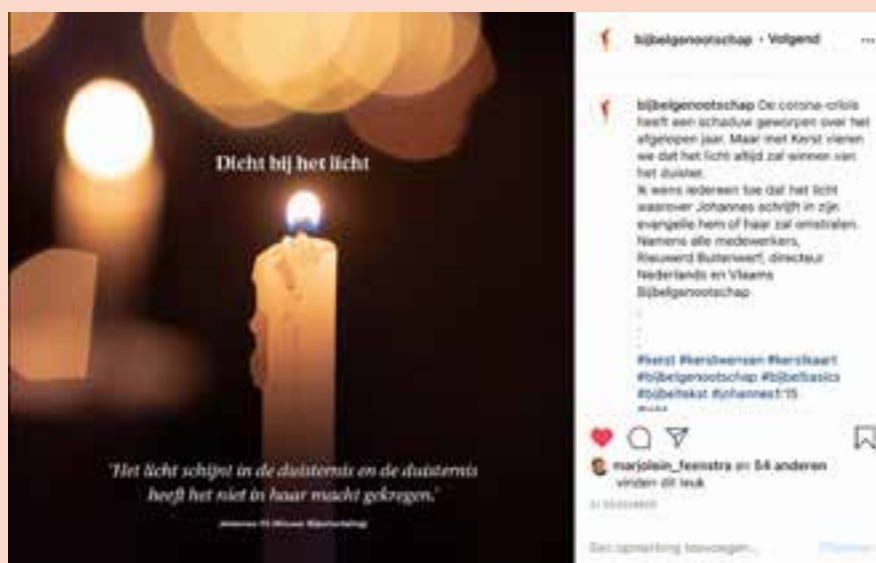 Dicht bij het licht
"Het licht schijnt in de duisternis en de duisternis
heeft het niet in haar macht gekregen."
bijbelgenootschap • Volgend
bijbelgenootschap De corona-crisis
heeft een schaduw geworpen over het
afgelopen jaar. Maar met Kerst vieren
we dat het licht altijd zal winnen van
het duister.
Ik wens iedereen toe dat het licht
waarover Johannes schrijft in zijn
evangelie hem of haar zal omstralen.
Namens alle medewerkers,
Rieuwerd Buitenwerf, directeur
Nederlands en Vlaams
Bijbelgenootschap
.
.
.
#kerst #kerstwensen #kerstkaart
#bijbelgenootschap #bijbelbasics
#bijbeltekst #johannes1:15
marjolein_feenstra en 54 anderen
vinden dit leuk
Een opmerking toevoegen...